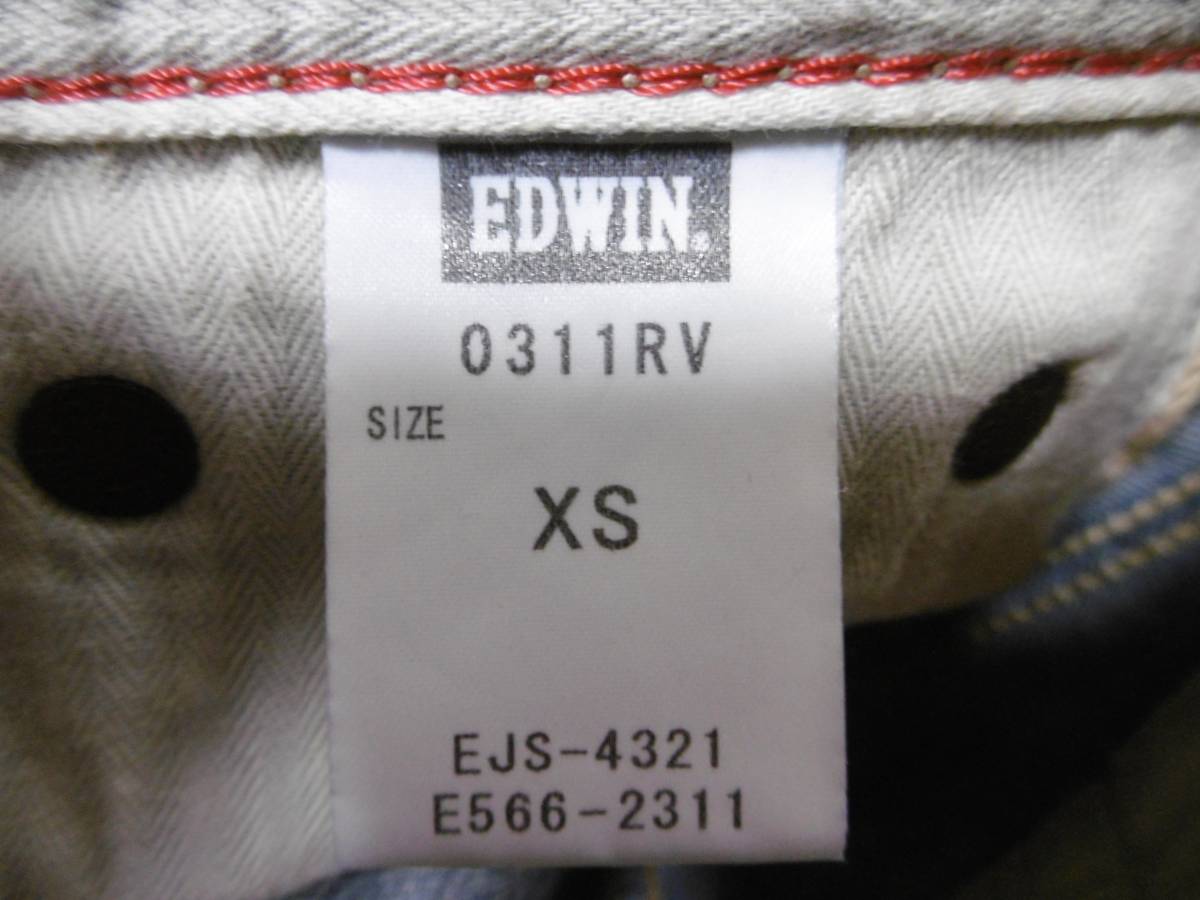 EDWIN.
0311RV
SIZE
XS
EJS-4321
E566-2311